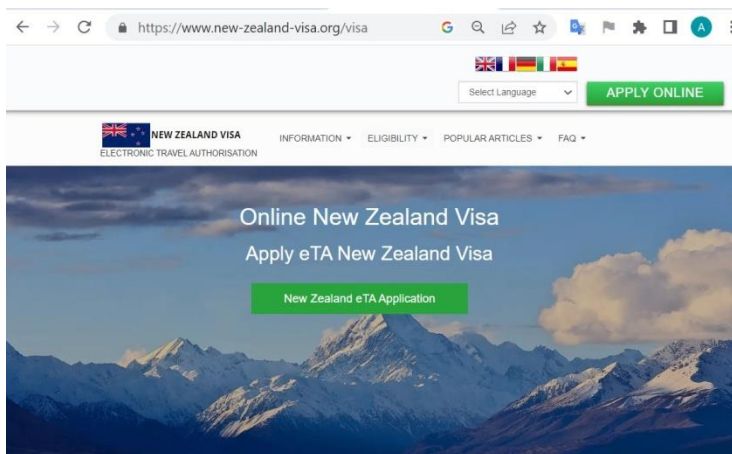 https://www.new-zealand-visa.org/visa
A
Select Language
APPLY ONLINE
NEW ZEALAND VISA
ELECTRONIC TRAVEL AUTHORISATION
INFORMATION
ELIGIBILITY
POPULAR ARTICLES
FAQ
Online New Zealand Visa
Apply eTA New Zealand Visa
New Zealand eTA Application